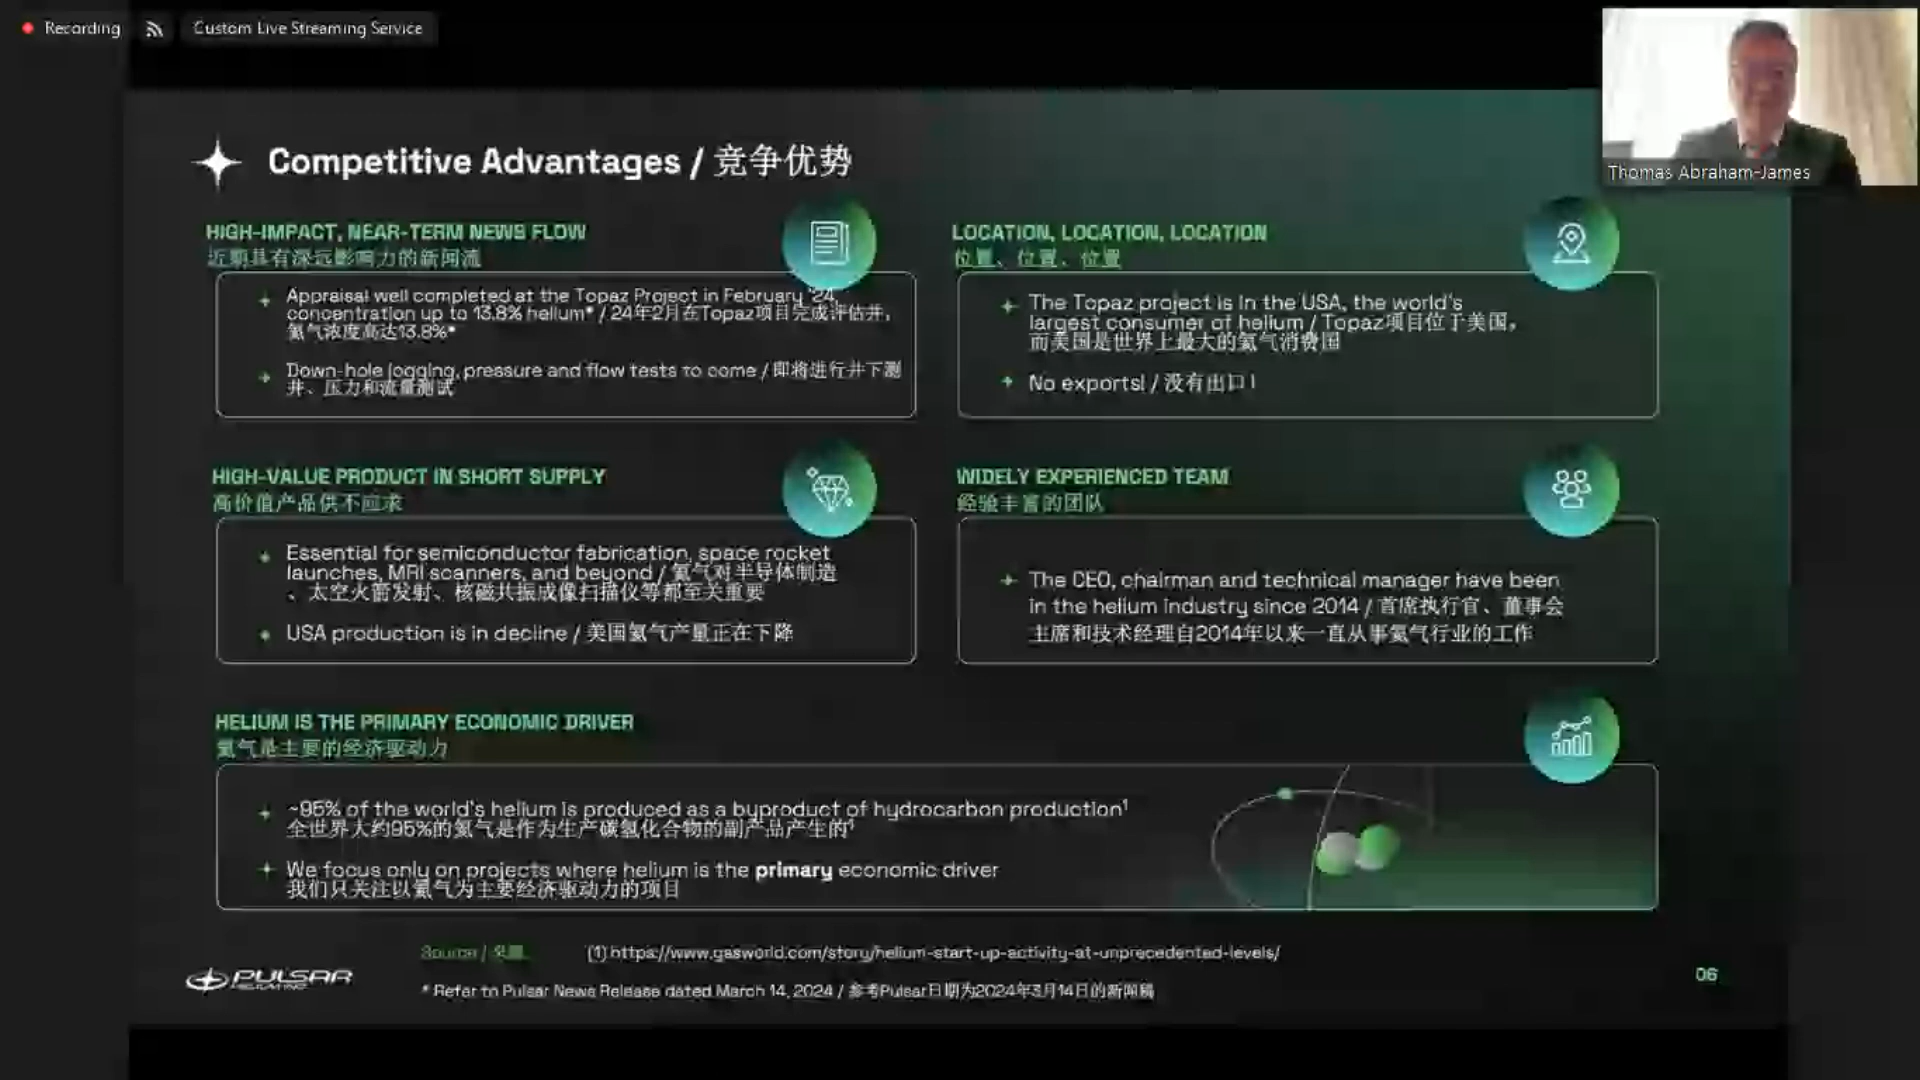 Recording
Custom Live Streaming Service
Thomas Abraham-James
Competitive Advantages / 竞争优势
HIGH-IMPACT, NEAR-TERM NEWS FLOW
近期具有深远影响力的新闻流
Appraisal well completed at the Topaz Project in February '24,
concentration up to 13.8% helium* / 24年2月在Topaz项目完成评估井，
氦气浓度高达13.8%*
Down-hole logging, pressure and flow tests to come / 即将进行井下测
井、压力和流量测试
LOCATION, LOCATION, LOCATION
位置、位置、位置
The Topaz project is in the USA, the world's
largest consumer of helium / Topaz项目位于美国，
而美国是世界上最大的氦气消费国
No exports! / 没有出口！
HIGH-VALUE PRODUCT IN SHORT SUPPLY
高价值产品供不应求
Essential for semiconductor fabrication, space rocket
launches, MRI scanners, and beyond / 氦气对半导体制造
、太空火箭发射、核磁共振成像扫描仪等都至关重要
USA production is in decline / 美国氦气产量正在下降
WIDELY EXPERIENCED TEAM
经验丰富的团队
The CEO, chairman and technical manager have been
in the helium industry since 2014 / 首席执行官、董事会
主席和技术经理自2014年以来一直从事氦气行业的工作
HELIUM IS THE PRIMARY ECONOMIC DRIVER
氦气是主要的经济驱动力
~95% of the world's helium is produced as a byproduct of hydrocarbon production¹
全世界大约95%的氦气是作为生产碳氢化合物的副产品产生的¹
We focus only on projects where helium is the primary economic driver
我们只关注以氦气为主要经济驱动力的项目
Source / (1) https://www.gasworld.com/story/helium-start-up-activity-at-unprecedented-levels/
PULSAR
HELIUM INC
* Refer to Pulsar News Release dated March 14, 2024 / 参考Pulsar日期为2024年3月14日的新闻稿
06